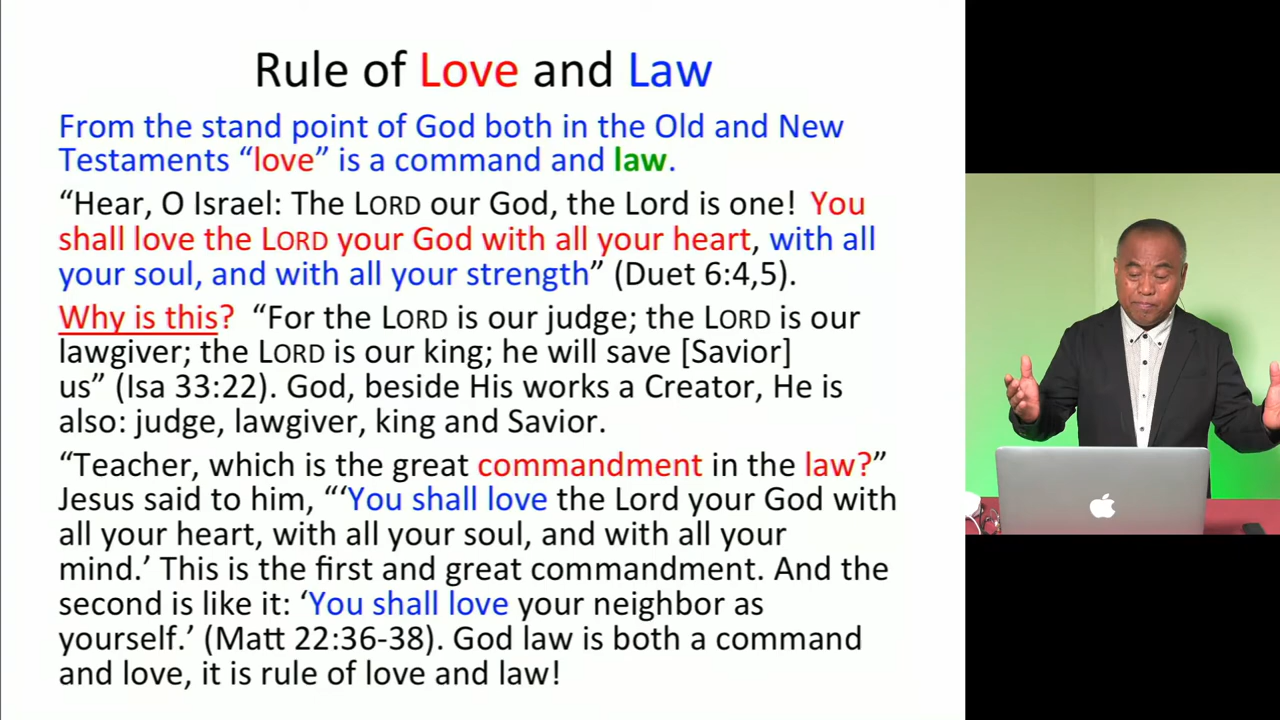 Rule of Love and Law
From the stand point of God both in the Old and New
Testaments “love” is a command and law.
“Hear, O Israel: The LORD our God, the Lord is one! You
shall love the LORD your God with all your heart, with all
your soul, and with all your strength” (Duet 6:4,5).
Why is this? “For the LORD is our judge; the LORD is our
lawgiver; the LORD is our king; he will save [Savior]
us” (Isa 33:22). God, beside His works a Creator, He is
also: judge, lawgiver, king and Savior.
“Teacher, which is the great commandment in the law?”
Jesus said to him, “‘You shall love the Lord your God with
all your heart, with all your soul, and with all your
mind.’ This is the first and great commandment. And the
second is like it: ‘You shall love your neighbor as
yourself.’ (Matt 22:36-38). God law is both a command
and love, it is rule of love and law!